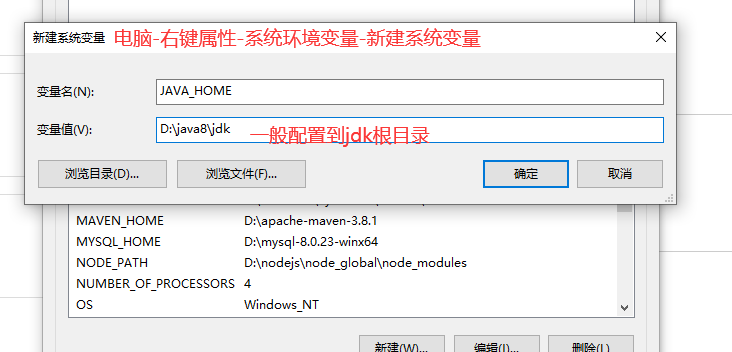 新建系统变量 电脑-右键属性-系统环境变量-新建系统变量
变量名(N): JAVA_HOME
变量值(V): D:\java8\jdk 一般配置到jdk根目录
浏览目录(D)... 浏览文件(F)... 确定 取消
MAVEN_HOME D:\apache-maven-3.8.1
MYSQL_HOME D:\mysql-8.0.23-winx64
NODE_PATH D:\nodejs\node_global\node_modules
NUMBER_OF_PROCESSORS 4
OS Windows_NT
新建(W)... 编辑(I)... 删除(L)